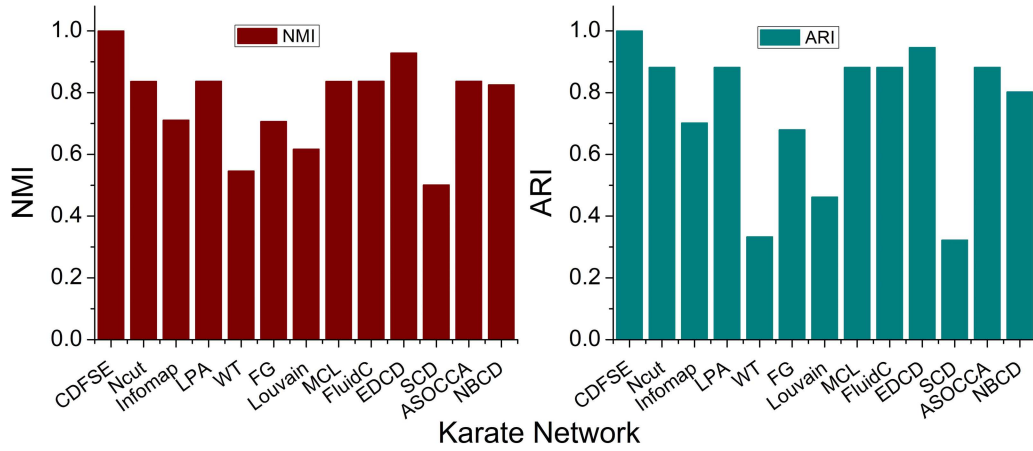 NMI
1.0
0.8
0.6
0.4
0.2
0.0
NMI
CDFSE
Ncut
Infomap
LPA
WT
FG
Louvain
MCL
FluidC
EDCD
SCD
ASOCCA
NBCD
ARI
1.0
0.8
0.6
0.4
0.2
0.0
ARI
CDFSE
Ncut
Infomap
LPA
WT
FG
Louvain
MCL
FluidC
EDCD
SCD
ASOCCA
NBCD
Karate Network